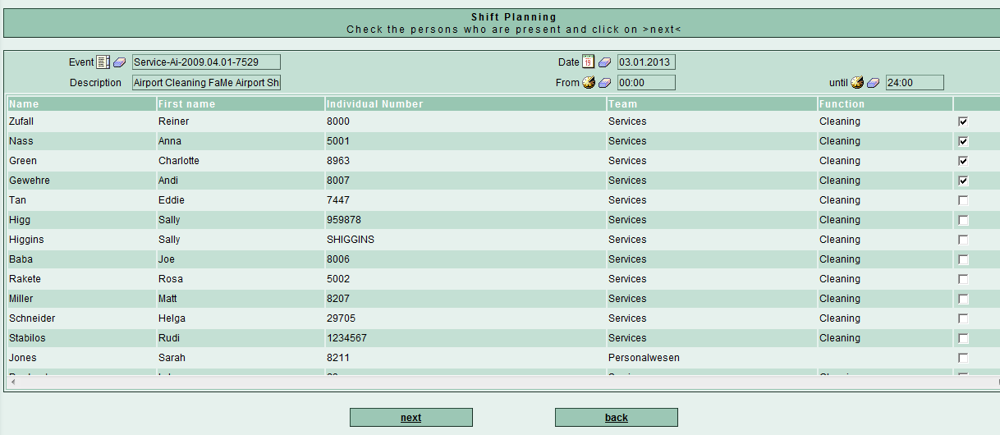 Shift Planning
Check the persons who are present and click on >next<
Event Service-Ai-2009.04.01-7529 Date 19 03.01.2013
Description Airport Cleaning FaMe Airport Sh From 00:00 until 24:00
Name First name Individual Number Team Function
Zufall Reiner 8000 Services Cleaning
Nass Anna 5001 Services Cleaning
Green Charlotte 8963 Services Cleaning
Gewehre Andi 8007 Services Cleaning
Tan Eddie 7447 Services Cleaning
Higg Sally 959878 Services Cleaning
Higgins Sally SHIGGINS Services Cleaning
Baba Joe 8006 Services Cleaning
Rakete Rosa 5002 Services Cleaning
Miller Matt 8207 Services Cleaning
Schneider Helga 29705 Services Cleaning
Stabilos Rudi 1234567 Services Cleaning
Jones Sarah 8211 Personalwesen
next back